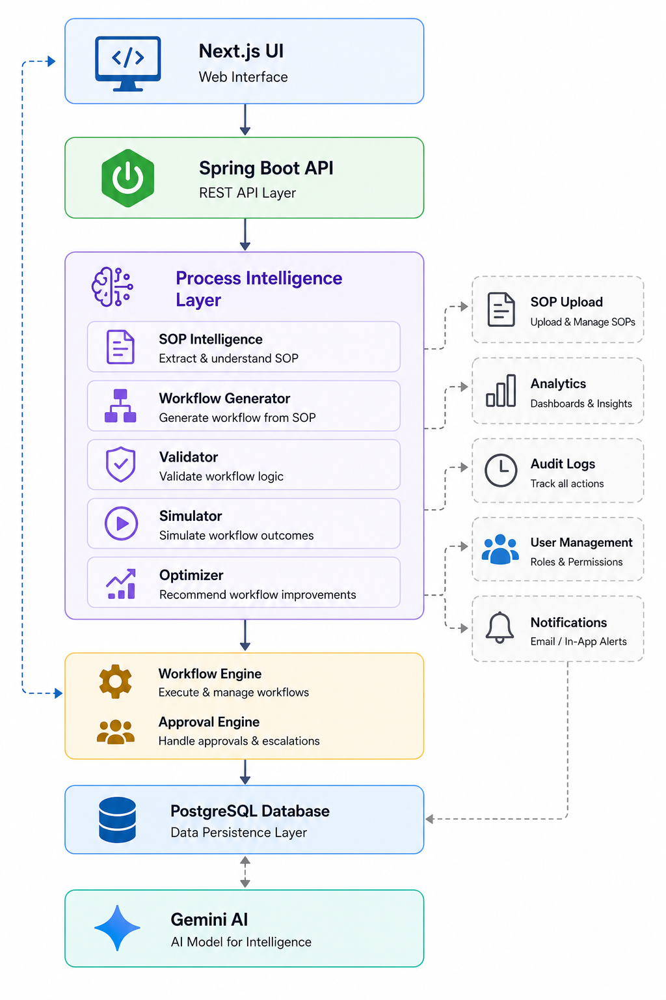 Next.js UI
Web Interface
Spring Boot API
REST API Layer
Process Intelligence
Layer
SOP Intelligence
Extract & understand SOP
Workflow Generator
Generate workflow from SOP
Validator
Validate workflow logic
Simulator
Simulate workflow outcomes
Optimizer
Recommend workflow improvements
SOP Upload
Upload & Manage SOPs
Analytics
Dashboards & Insights
Audit Logs
Track all actions
User Management
Roles & Permissions
Notifications
Email / In-App Alerts
Workflow Engine
Execute & manage workflows
Approval Engine
Handle approvals & escalations
PostgreSQL Database
Data Persistence Layer
Gemini AI
AI Model for Intelligence